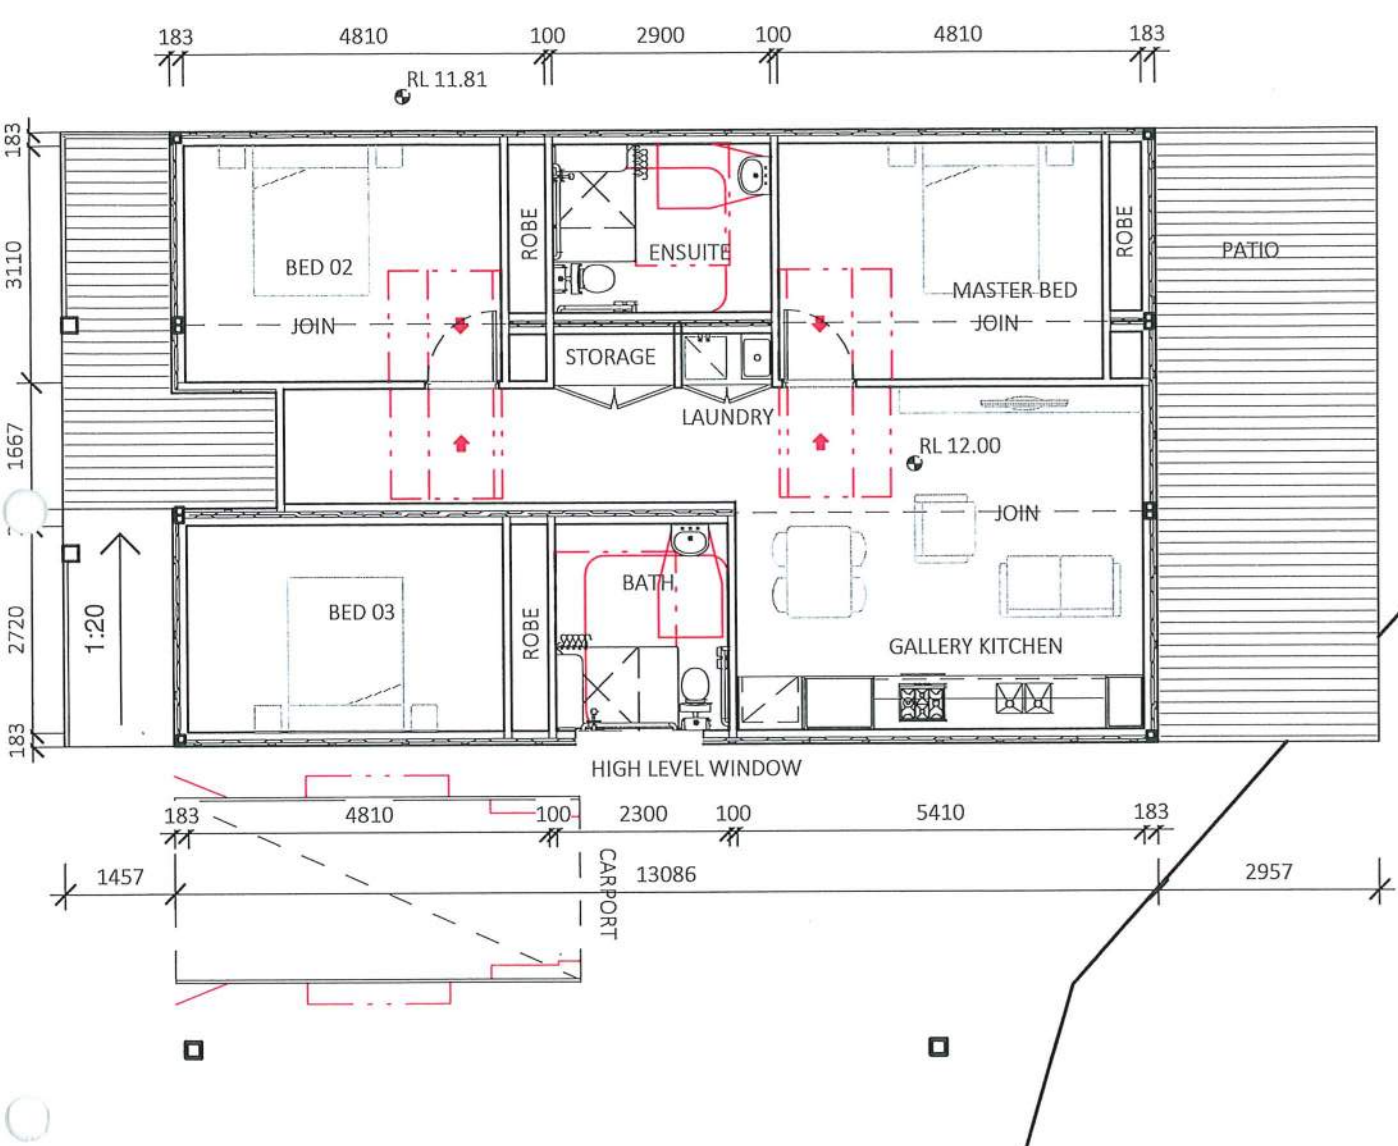 183 4810 100 2900 100 4810 183
RL 11.81
183
3110
1667
2720
183
BED 02
ROBE
ENSUITE
MASTER BED
ROBE
PATIO
JOIN
JOIN
STORAGE
LAUNDRY
RL 12.00
JOIN
1:20
BED 03
ROBE
BATH
GALLERY KITCHEN
HIGH LEVEL WINDOW
183 4810 100 2300 100 5410 183
1457 13086 2957
CARPORT